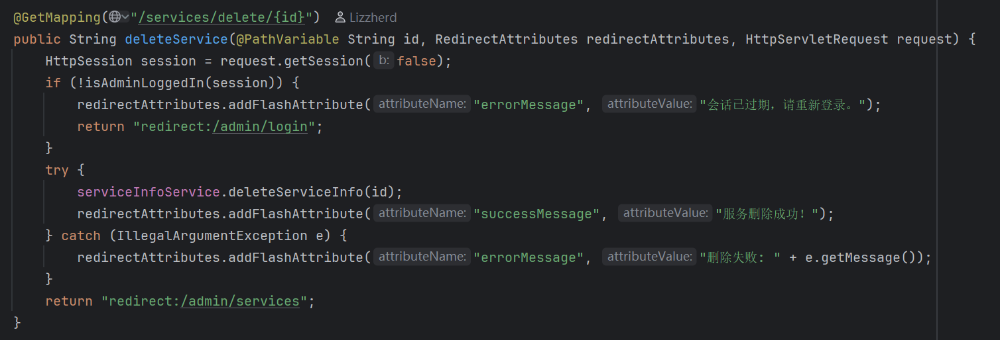 @GetMapping("/services/delete/{id}") Lizzherd
public String deleteService(@PathVariable String id, RedirectAttributes redirectAttributes, HttpServletRequest request) {
    HttpSession session = request.getSession( b: false);
    if (!isAdminLoggedIn(session)) {
        redirectAttributes.addFlashAttribute( attributeName: "errorMessage", attributeValue: "会话已过期，请重新登录。");
        return "redirect:/admin/login";
    }
    try {
        serviceInfoService.deleteServiceInfo(id);
        redirectAttributes.addFlashAttribute( attributeName: "successMessage", attributeValue: "服务删除成功！");
    } catch (IllegalArgumentException e) {
        redirectAttributes.addFlashAttribute( attributeName: "errorMessage", attributeValue: "删除失败: " + e.getMessage());
    }
    return "redirect:/admin/services";
}